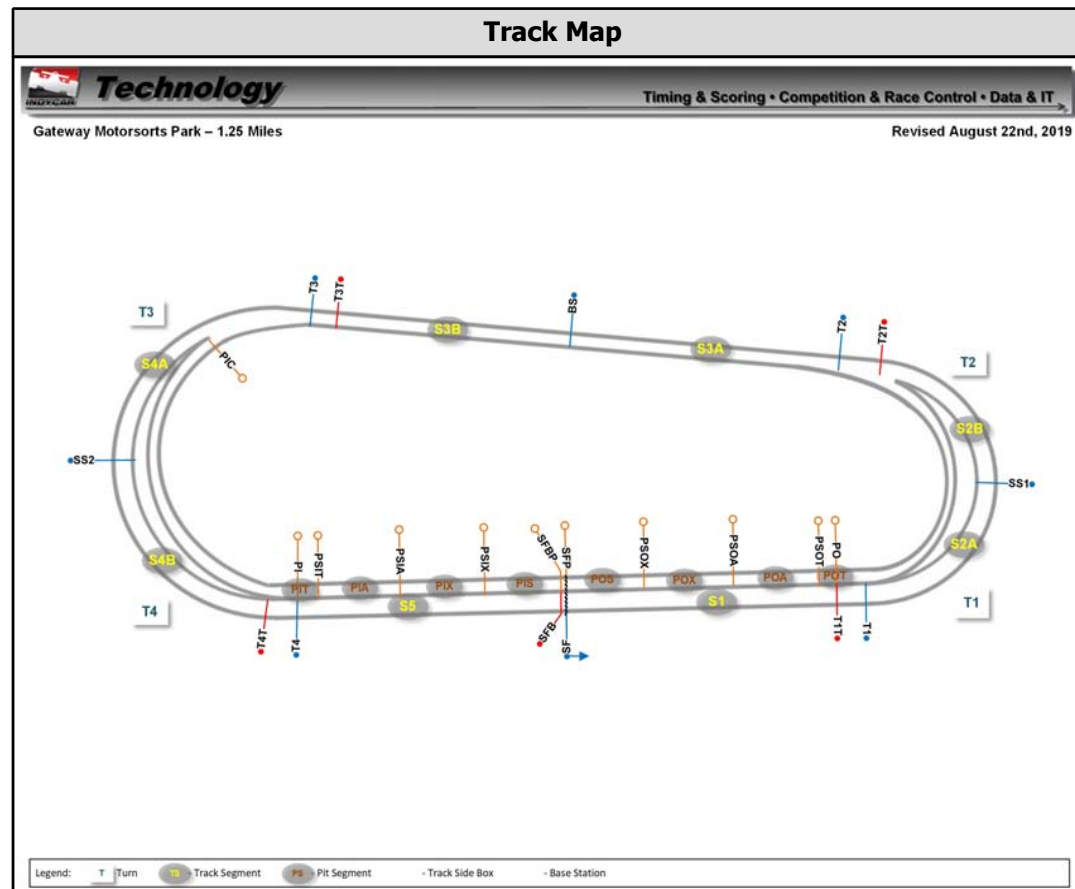 Track Map
INDYCAR Technology
Timing & Scoring • Competition & Race Control • Data & IT
Gateway Motorsorts Park – 1.25 Miles
Revised August 22nd, 2019
T3
T3
T3T
S3B
BS
S3A
T2
T2T
T2
S4A
PIC
S2B
SS2
SS1
S4B
S2A
PI
PSIT
PSIA
PSIX
SFBP
SFP
PSOX
PSOA
PSOT
PO
PIT
PIA
PIX
PIS
POS
POX
POA
POT
S5
S1
T4
T1
T4T
T4
SFB
SF
T1T
T1
Legend: T -Turn TS - Track Segment PS - Pit Segment - Track Side Box - Base Station